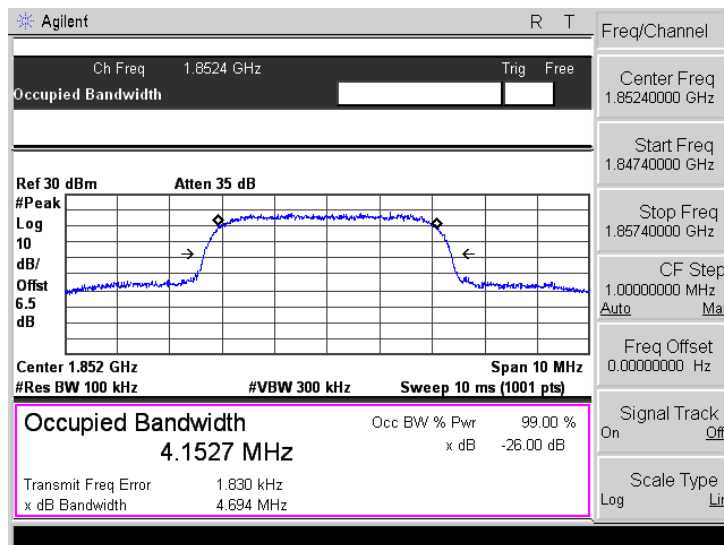 Agilent R T
Ch Freq 1.8524 GHz Trig Free
Occupied Bandwidth
Ref 30 dBm Atten 35 dB
#Peak
Log
10
dB/
Offst
6.5
dB
Center 1.852 GHz Span 10 MHz
#Res BW 100 kHz #VBW 300 kHz Sweep 10 ms (1001 pts)
Occupied Bandwidth
4.1527 MHz
Occ BW % Pwr 99.00 %
x dB -26.00 dB
Transmit Freq Error 1.830 kHz
x dB Bandwidth 4.694 MHz
Freq/Channel
Center Freq
1.85240000 GHz
Start Freq
1.84740000 GHz
Stop Freq
1.85740000 GHz
CF Step
1.00000000 MHz
Auto Ma
Freq Offset
0.00000000 Hz
Signal Track
On Off
Scale Type
Log Lin